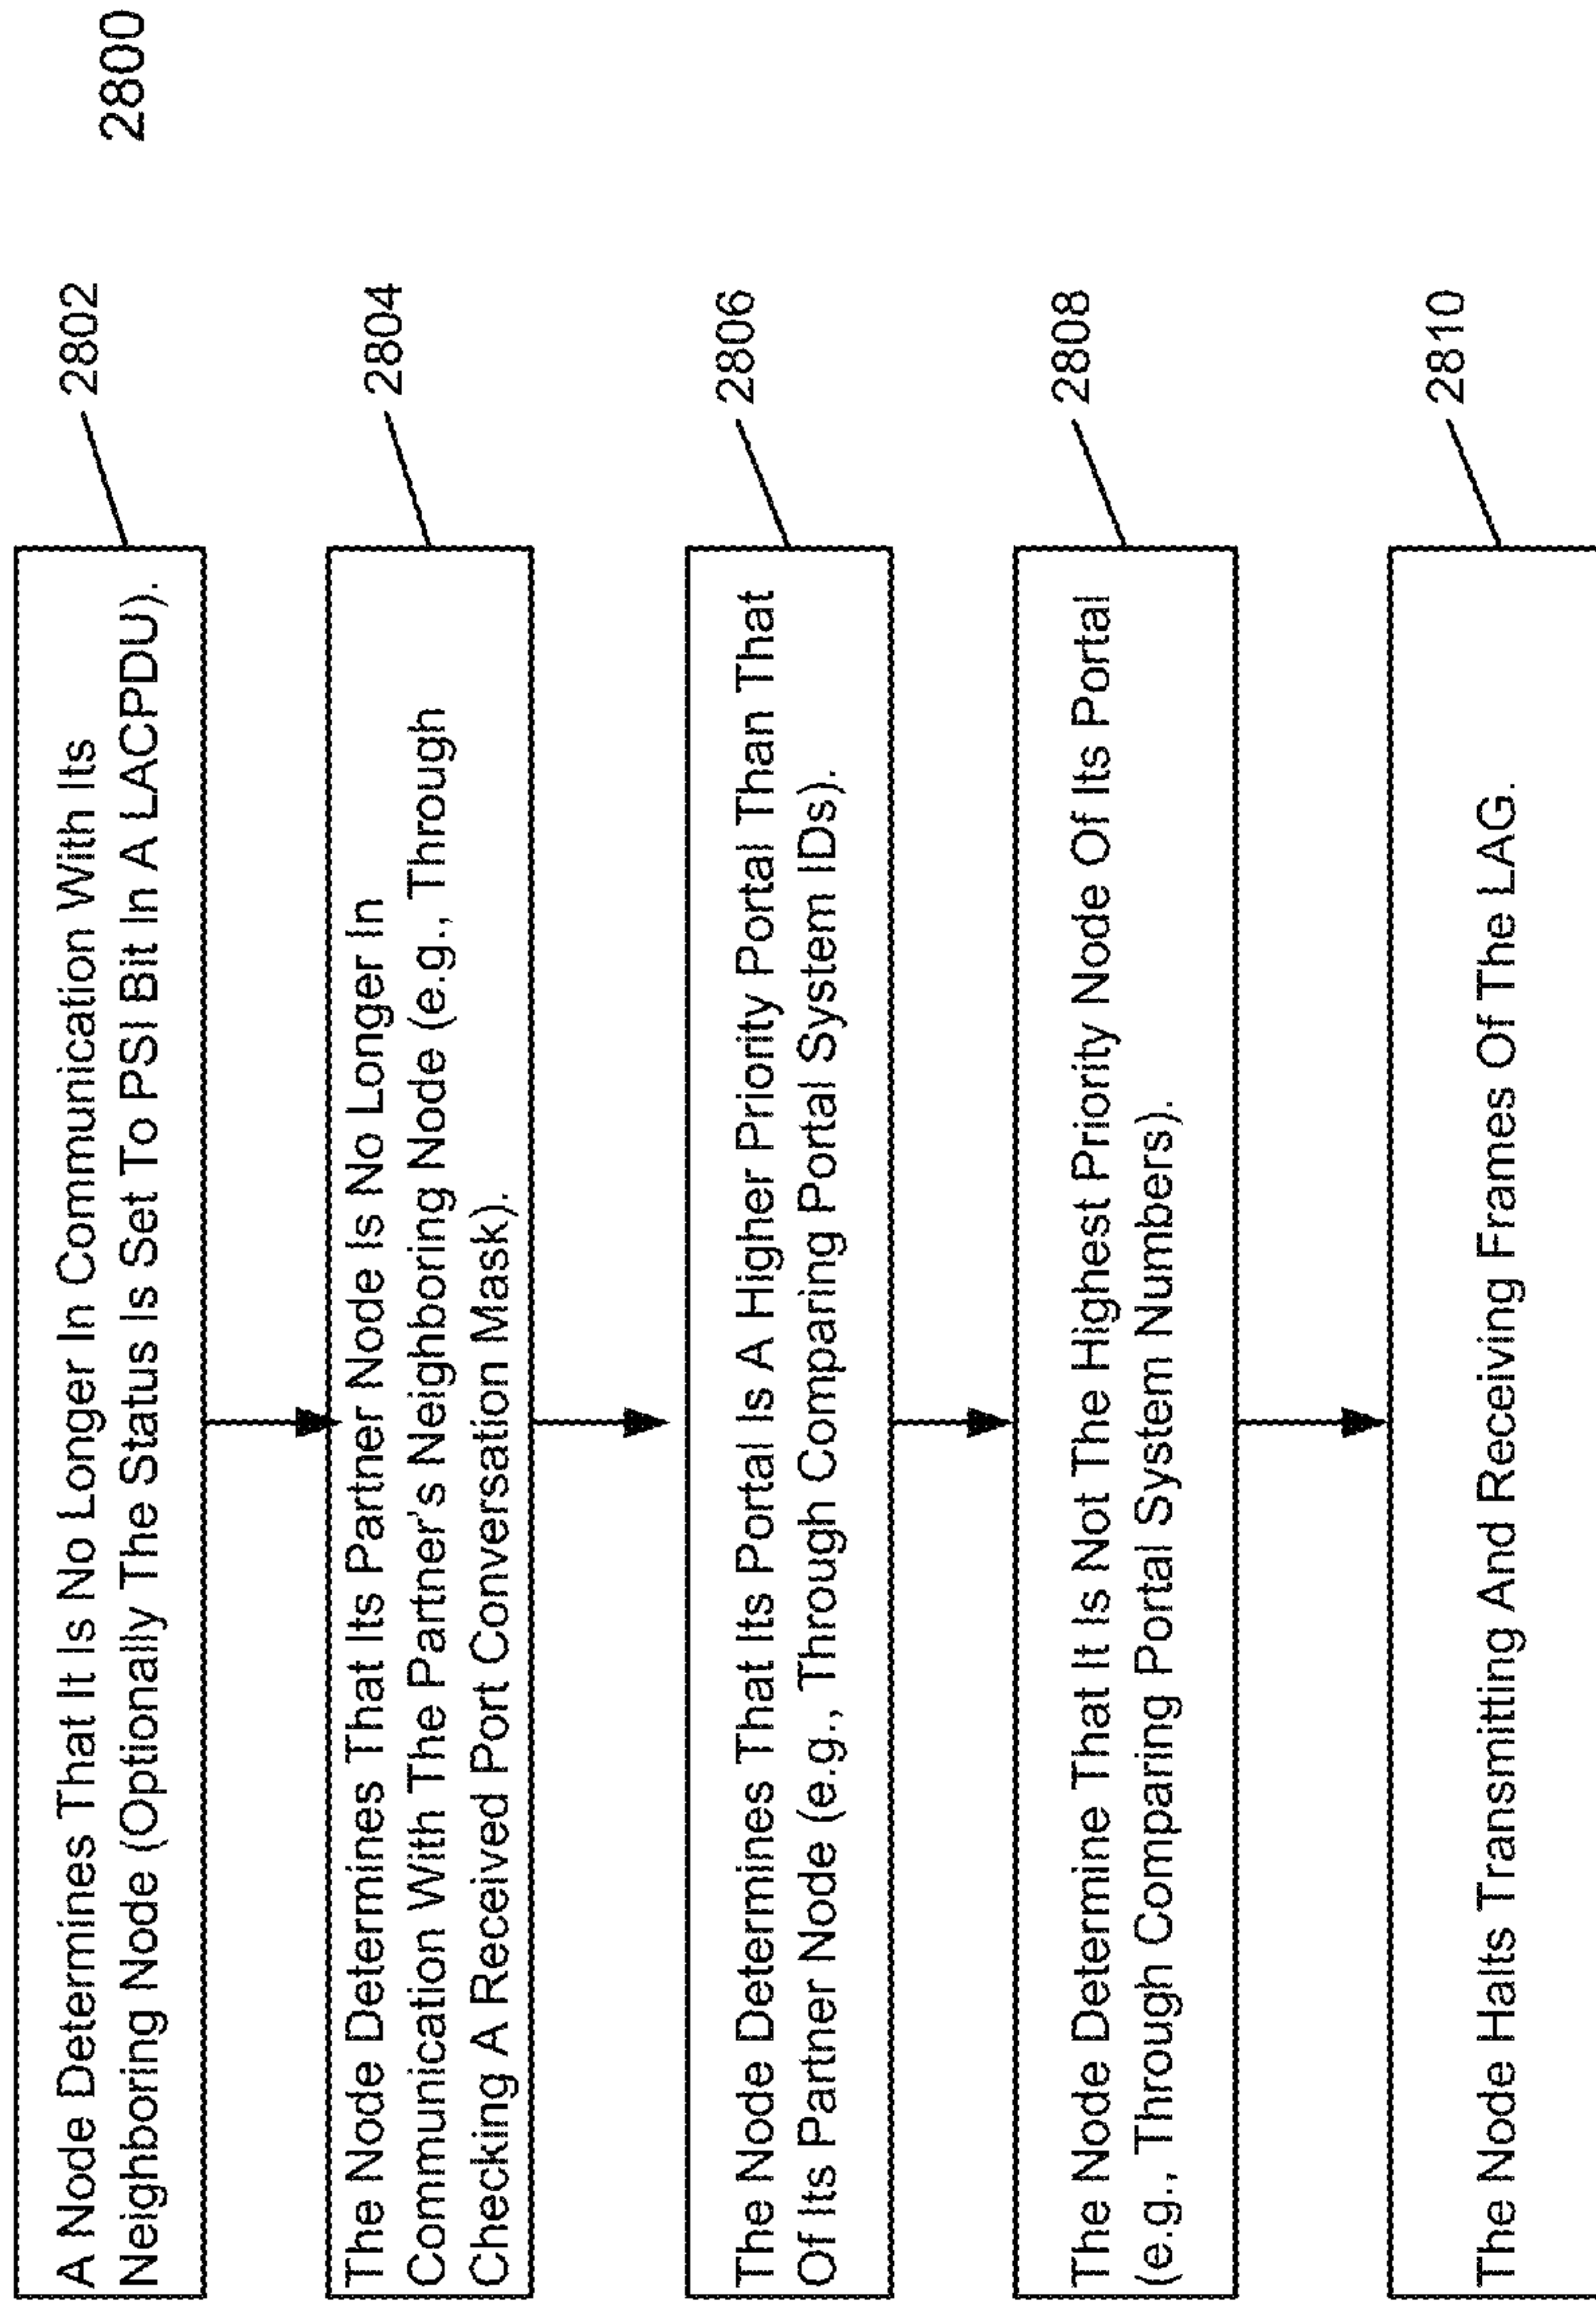 2800
A Node Determines That It Is No Longer In Communication With Its
Neighboring Node (Optionally The Status Is Set To PSI Bit In A LACPDU).
2802
The Node Determines That Its Partner Node Is No Longer In
Communication With The Partner's Neighboring Node (e.g., Through
Checking A Received Port Conversation Mask).
2804
The Node Determines That Its Portal Is A Higher Priority Portal Than That
Of Its Partner Node (e.g., Through Comparing Portal System IDs).
2806
The Node Determine That It Is Not The Highest Priority Node Of Its Portal
(e.g., Through Comparing Portal System Numbers).
2808
The Node Halts Transmitting And Receiving Frames Of The LAG.
2810